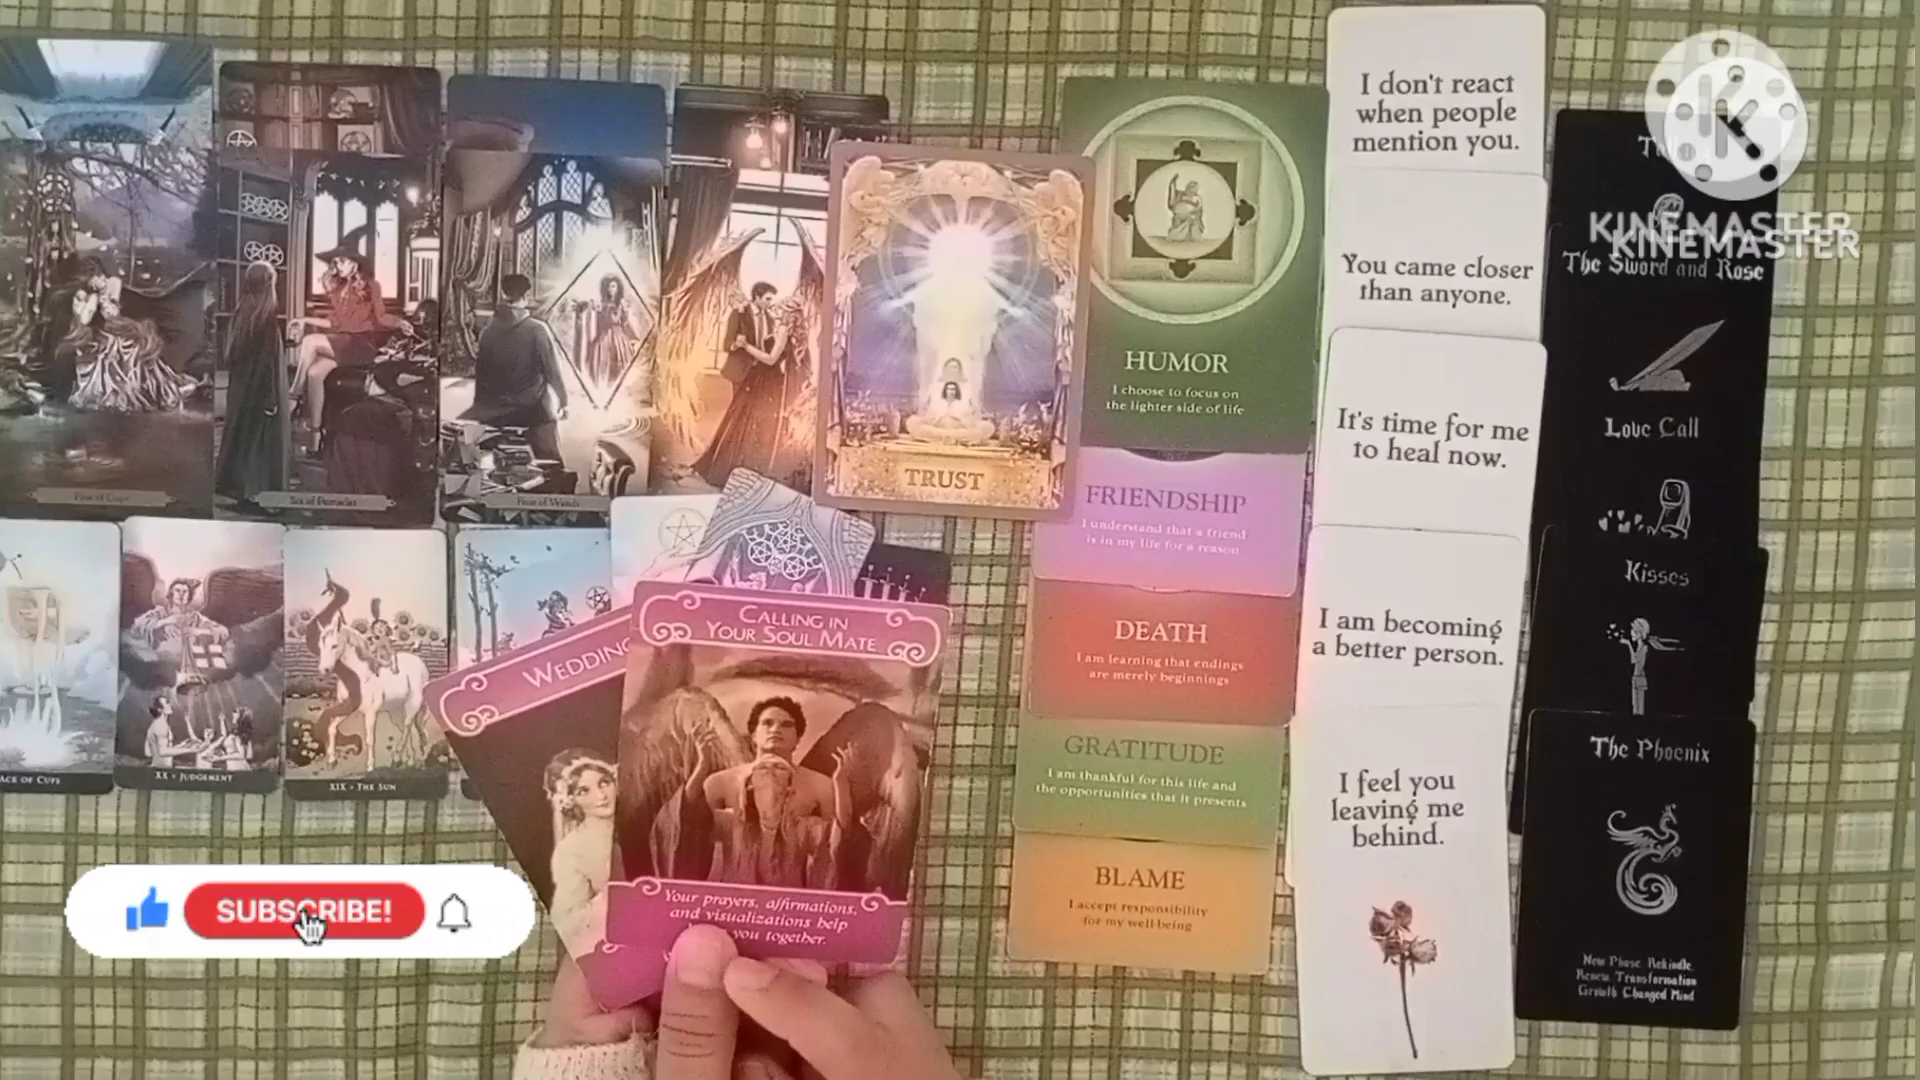 Five of Cups
Six of Pentacles
Four of Wands
ACE OF CUPS
XX • JUDGEMENT
XIX • THE SUN
WEDDING
CALLING IN
YOUR SOUL MATE
Your prayers, affirmations,
and visualizations help
you together.
TRUST
HUMOR
I choose to focus on
the lighter side of life
FRIENDSHIP
I understand that a friend
is in my life for a reason
DEATH
I am learning that endings
are merely beginnings
GRATITUDE
I am thankful for this life and
the opportunities that it presents
BLAME
I accept responsibility
for my well-being
I don't react
when people
mention you.
You came closer
than anyone.
It's time for me
to heal now.
I am becoming
a better person.
I feel you
leaving me
behind.
KINEMASTER
KINEMASTER
The Sword and Rose
Love Call
Kisses
The Phoenix
New Phase Rekindle
Renew Transformation
Growth Changed Mind
SUBSCRIBE!